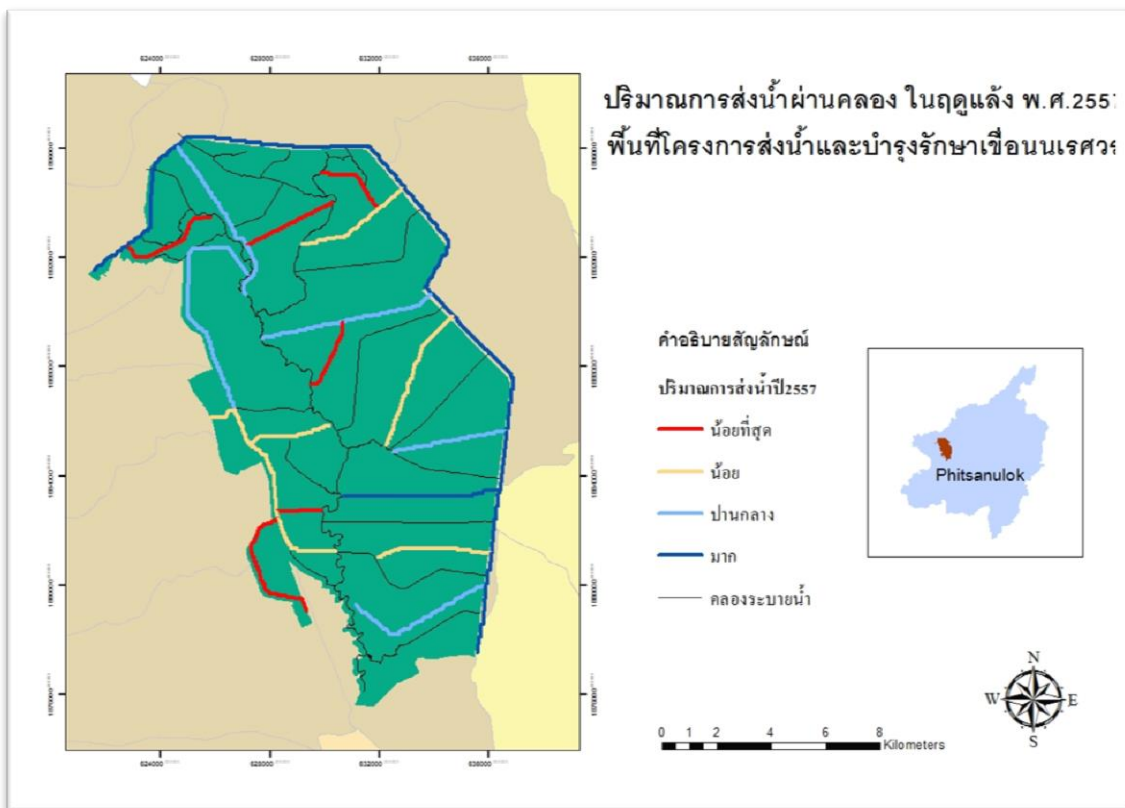 624000
628000
632000
636000
ปริมาณการส่งน้ำผ่านคลอง ในฤดูแล้ง พ.ศ.255
พื้นที่โครงการส่งน้ำและบำรุงรักษาเขื่อนนเรศวร
คำอธิบายสัญลักษณ์
ปริมาณการส่งน้ำปี2557
น้อยที่สุด
น้อย
ปานกลาง
มาก
คลองระบายน้ำ
Phitsanulok
N
W
E
S
0 1 2 4 6 8
Kilometers
624000
628000
632000
636000